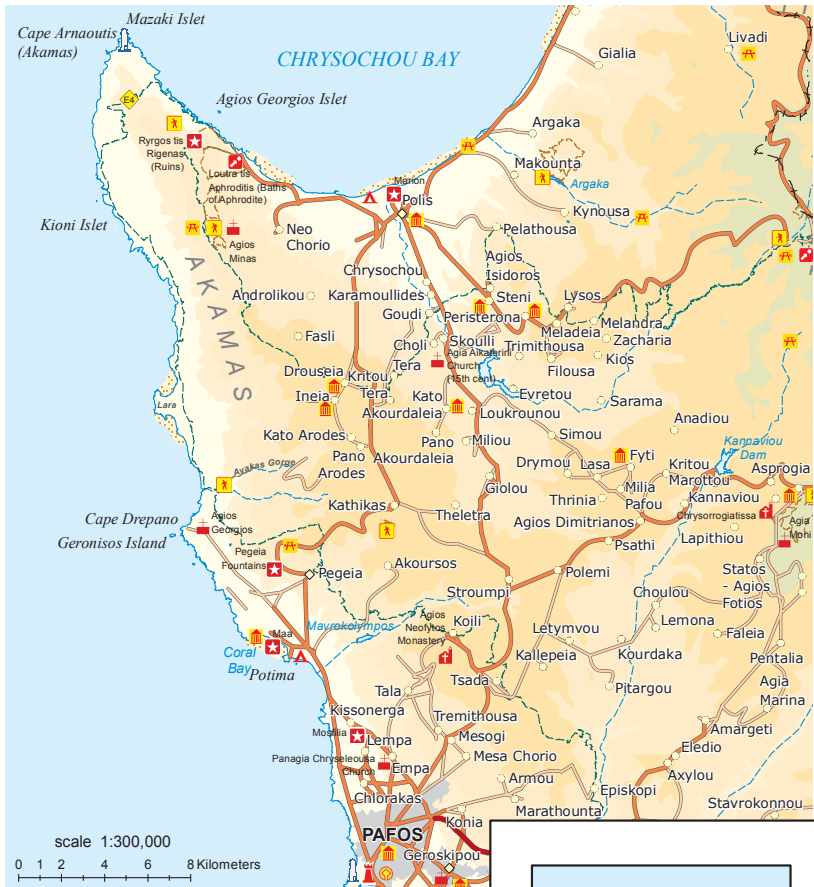 Mazaki Islet
Cape Arnaoutis
(Akamas)
CHRYSOCHOU BAY
Livadi
Gialia
E4
Agios Georgios Islet
Argaka
Ryrgos tis
Rigenas
(Ruins)
Loutra tis
Aphroditis (Baths
of Aphrodite)
Marion
Polis
Makounta
Argaka
Kynousa
Kioni Islet
Agios
Minas
Neo
Chorio
Pelathousa
AKAMAS
Chrysochou
Agios
Isidoros
Androlikou
Karamoullides
Steni
Lysos
Goudi
Peristerona
Melandra
Meladeia
Fasli
Choli
Skoulli
Trimithousa
Zacharia
Agia Aikaterini
Church
(15th cent)
Tera
Kios
Filousa
Drouseia
Kritou
Tera
Ineia
Kato
Akourdaleia
Evretou
Sarama
Lara
Loukrounou
Anadiou
Kato Arodes
Pano
Akourdaleia
Miliou
Simou
Kannaviou
Dam
Pano
Arodes
Avakas Gorge
Drymou
Lasa
Fyti
Kritou
Marottou
Asprogia
Giolou
Thrinia
Milia
Pafou
Kannaviou
Kathikas
Theletra
Agios Dimitrianos
Chrysorrogiatissa
Cape Drepano
Agios
Georgios
Geronisos Island
Agia
Moni
Psathi
Lapithiou
Pegeia
Fountains
Pegeia
Akoursos
Stroumpi
Polemi
Statos
- Agios
Fotios
Choulou
Agios
Neofytos
Monastery
Koili
Mavrokolympos
Letymvou
Lemona
Faleia
Maa
Coral
Bay
Potima
Kallepeia
Kourdaka
Pentalia
Tsada
Pitargou
Agia
Marina
Tala
Kissonerga
Tremithousa
Amargeti
Mosfilia
Lempa
Mesogi
Eledio
Panagia Chryseleousa
Church
Empa
Mesa Chorio
Axylou
Armou
Episkopi
Chlorakas
Marathounta
Stavrokonnou
Konia
PAFOS
Geroskipou
scale 1:300,000
0 1 2 4 6 8 Kilometers